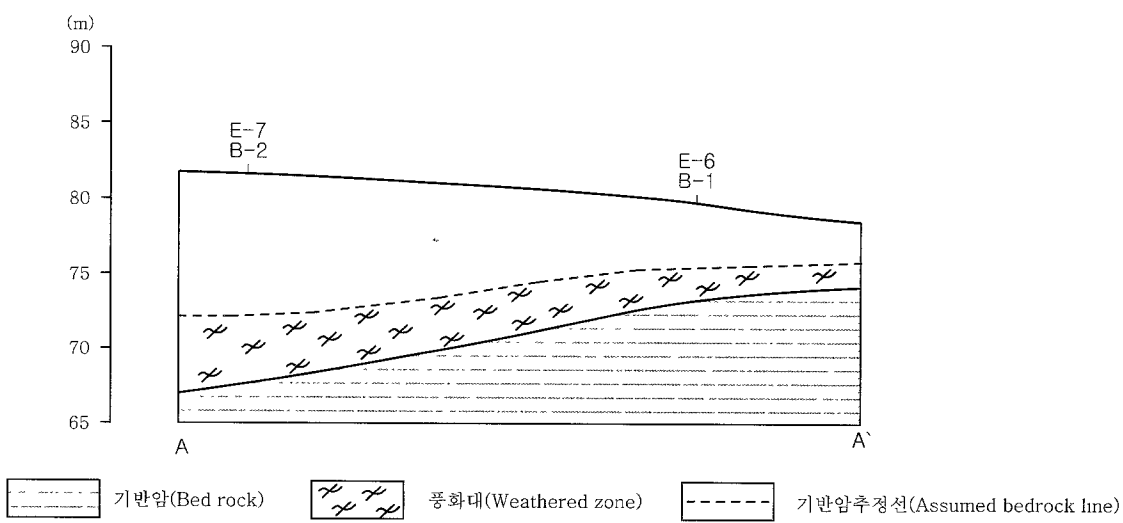 (m)
90
85
80
75
70
65
E-7
B-2
E-6
B-1
A
A`
기반암(Bed rock)
풍화대(Weathered zone)
기반암추정선(Assumed bedrock line)